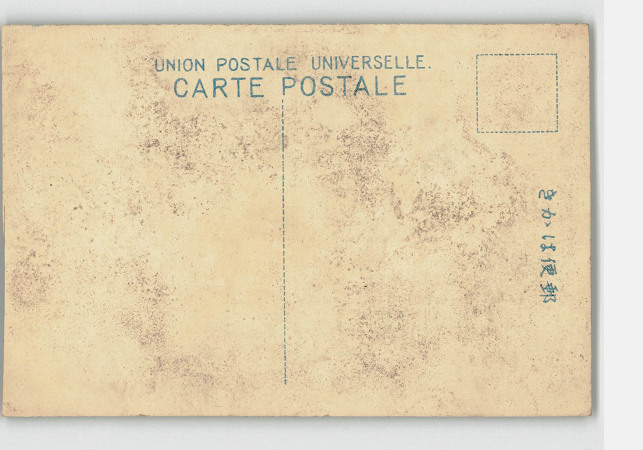 UNION POSTALE UNIVERSELLE.
CARTE POSTALE
郵便はかき